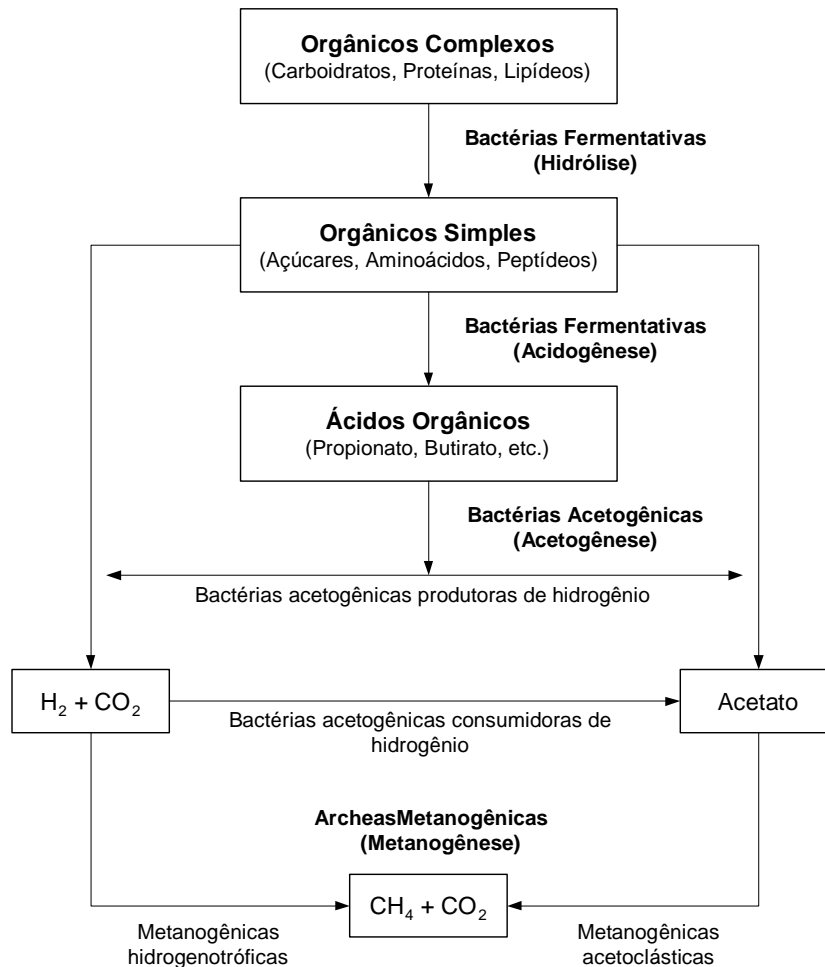 Orgânicos Complexos
(Carboidratos, Proteínas, Lipídeos)
Bactérias Fermentativas
(Hidrólise)
Orgânicos Simples
(Açúcares, Aminoácidos, Peptídeos)
Bactérias Fermentativas
(Acidogênese)
Ácidos Orgânicos
(Propionato, Butirato, etc.)
Bactérias Acetogênicas
(Acetogênese)
Bactérias acetogênicas produtoras de hidrogênio
H₂ + CO₂
Acetato
Bactérias acetogênicas consumidoras de
hidrogênio
ArcheasMetanogênicas
(Metanogênese)
CH₄ + CO₂
Metanogênicas
hidrogenotróficas
Metanogênicas
acetoclásticas